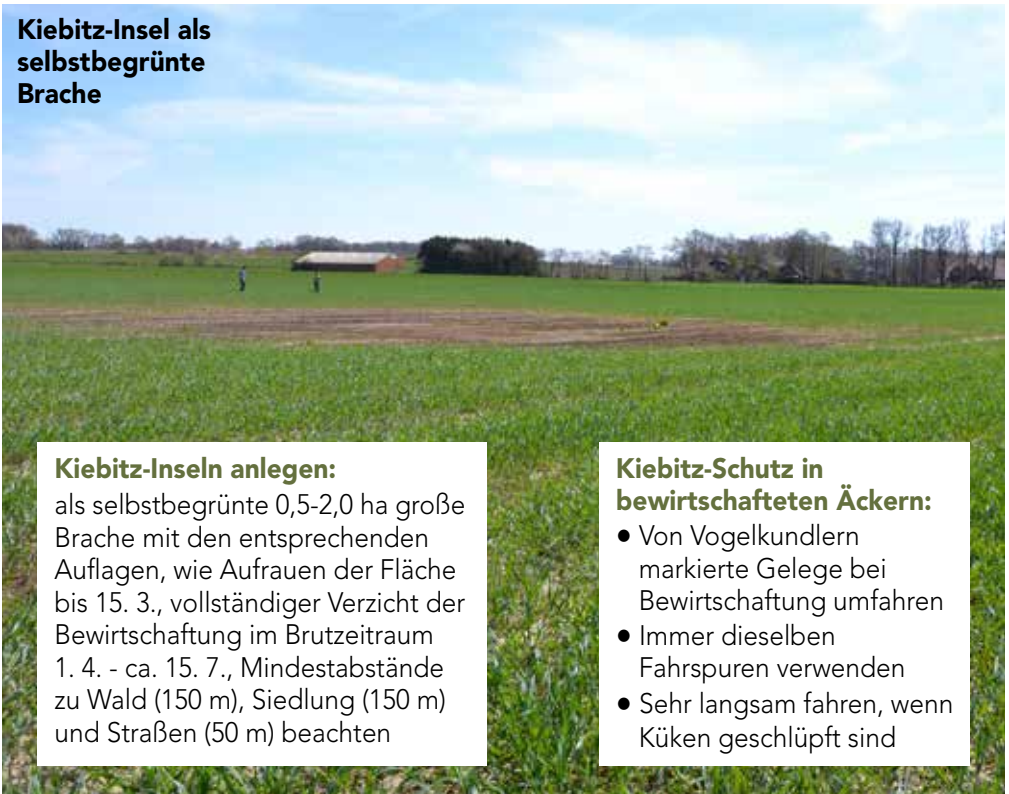 Kiebitz-Insel als
selbstbegrünte
Brache
Kiebitz-Inseln anlegen:
als selbstbegrünte 0,5-2,0 ha große
Brache mit den entsprechenden
Auflagen, wie Aufrauen der Fläche
bis 15. 3., vollständiger Verzicht der
Bewirtschaftung im Brutzeitraum
1. 4. - ca. 15. 7., Mindestabstände
zu Wald (150 m), Siedlung (150 m)
und Straßen (50 m) beachten
Kiebitz-Schutz in
bewirtschafteten Äckern:
• Von Vogelkundlern
markierte Gelege bei
Bewirtschaftung umfahren
• Immer dieselben
Fahrspuren verwenden
• Sehr langsam fahren, wenn
Küken geschlüpft sind